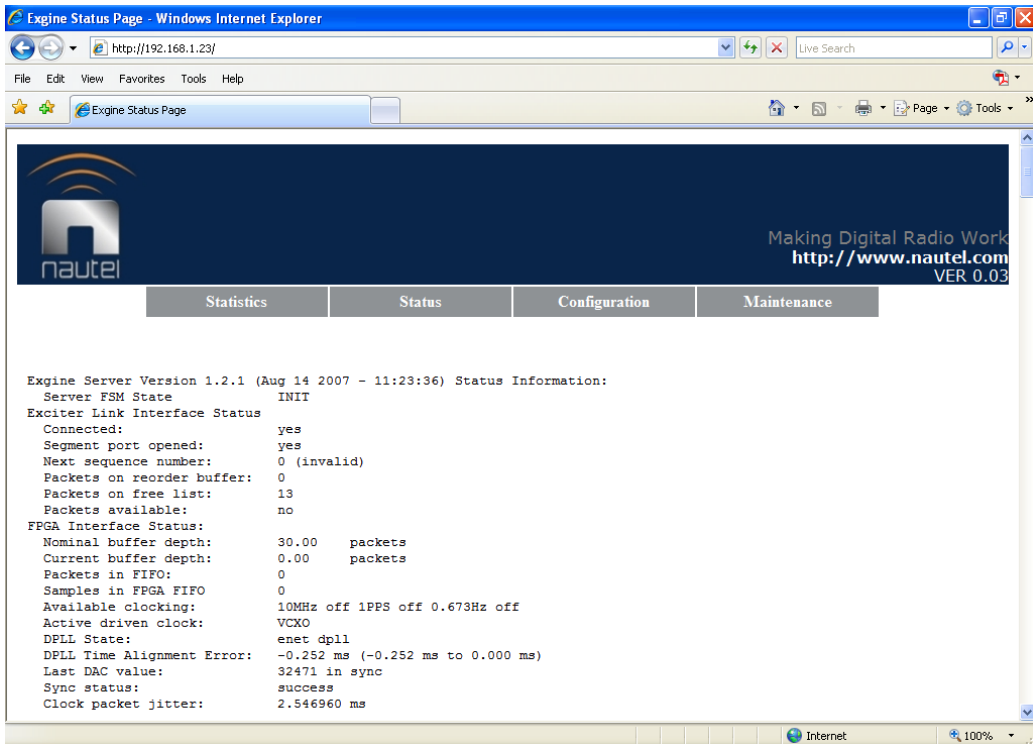 Exgine Status Page - Windows Internet Explorer
http://192.168.1.23/
Live Search
File Edit View Favorites Tools Help
Exgine Status Page
Page Tools
nautel
Making Digital Radio Work
http://www.nautel.com
VER 0.03
Statistics Status Configuration Maintenance
Exgine Server Version 1.2.1 (Aug 14 2007 - 11:23:36) Status Information:
Server FSM State INIT
Exciter Link Interface Status
Connected: yes
Segment port opened: yes
Next sequence number: 0 (invalid)
Packets on reorder buffer: 0
Packets on free list: 13
Packets available: no
FPGA Interface Status:
Nominal buffer depth: 30.00 packets
Current buffer depth: 0.00 packets
Packets in FIFO: 0
Samples in FPGA FIFO 0
Available clocking: 10MHz off 1PPS off 0.673Hz off
Active driven clock: VCXO
DPLL State: enet dpll
DPLL Time Alignment Error: -0.252 ms (-0.252 ms to 0.000 ms)
Last DAC value: 32471 in sync
Sync status: success
Clock packet jitter: 2.546960 ms
Internet 100%